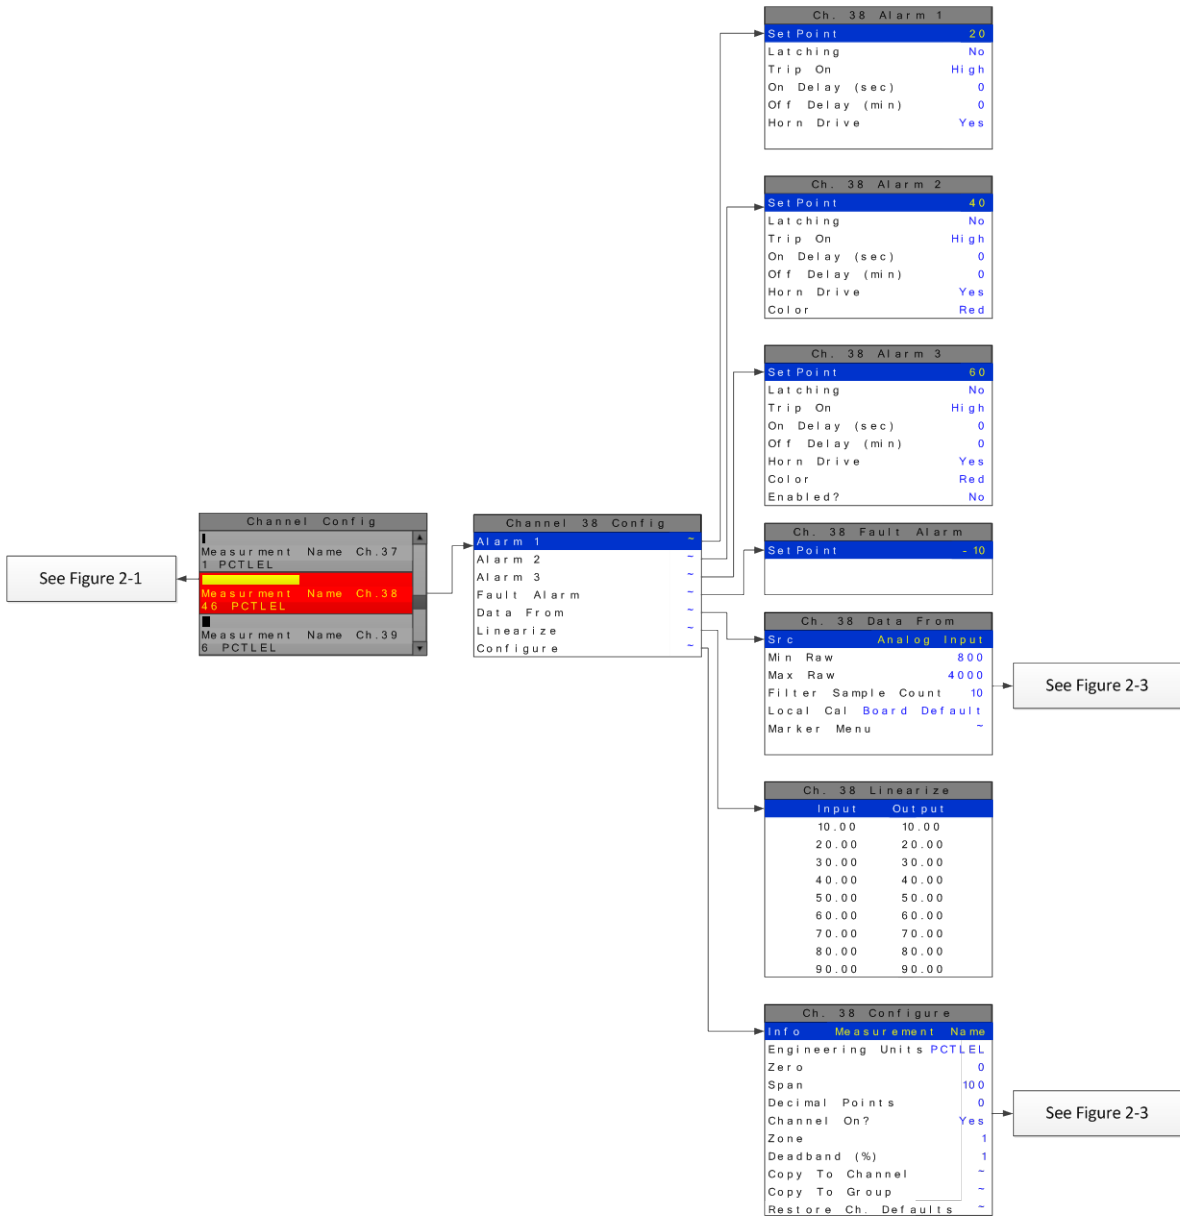 Ch. 38 Alarm 1
SetPoint 20
Latching No
Trip On High
On Delay (sec) 0
Off Delay (min) 0
Horn Drive Yes
Ch. 38 Alarm 2
SetPoint 40
Latching No
Trip On High
On Delay (sec) 0
Off Delay (min) 0
Horn Drive Yes
Color Red
Ch. 38 Alarm 3
SetPoint 60
Latching No
Trip On High
On Delay (sec) 0
Off Delay (min) 0
Horn Drive Yes
Color Red
Enabled? No
See Figure 2-1
Channel Config
Measurment Name Ch.37
1 PCTLEL
Measurment Name Ch.38
46 PCTLEL
Measurment Name Ch.39
6 PCTLEL
Channel 38 Config
Alarm 1 ~
Alarm 2 ~
Alarm 3 ~
Fault Alarm ~
Data From ~
Linearize ~
Configure ~
Ch. 38 Fault Alarm
SetPoint -10
Ch. 38 Data From
Src Analog Input
Min Raw 800
Max Raw 4000
Filter Sample Count 10
Local Cal Board Default
Marker Menu ~
See Figure 2-3
Ch. 38 Linearize
Input Output
10.00 10.00
20.00 20.00
30.00 30.00
40.00 40.00
50.00 50.00
60.00 60.00
70.00 70.00
80.00 80.00
90.00 90.00
Ch. 38 Configure
Info Measurement Name
Engineering Units PCTLEL
Zero 0
Span 100
Decimal Points 0
Channel On? Yes
Zone 1
Deadband (%) 1
Copy To Channel ~
Copy To Group ~
Restore Ch. Defaults ~
See Figure 2-3